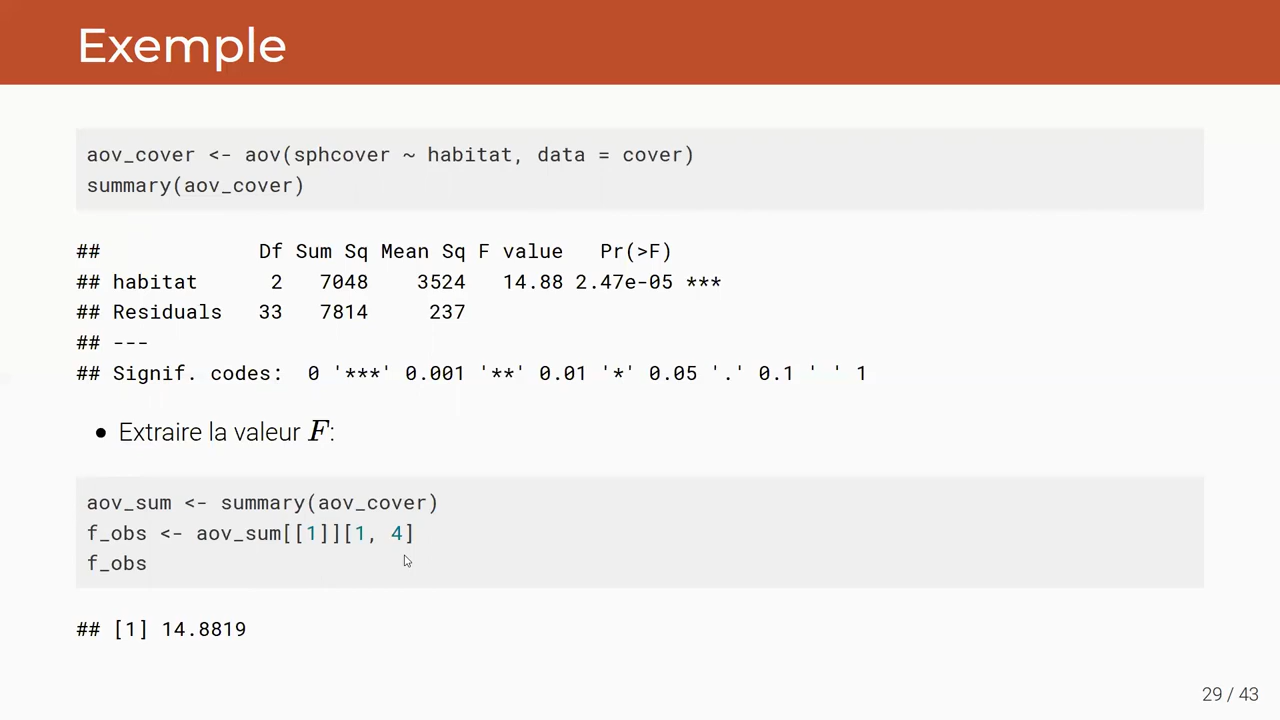 Exemple
aov_cover <- aov(sphcover ~ habitat, data = cover)
summary(aov_cover)
##             Df Sum Sq Mean Sq F value   Pr(>F)
## habitat      2   7048    3524   14.88 2.47e-05 ***
## Residuals   33   7814     237
## ---
## Signif. codes:  0 '***' 0.001 '**' 0.01 '*' 0.05 '.' 0.1 ' ' 1
• Extraire la valeur F:
aov_sum <- summary(aov_cover)
f_obs <- aov_sum[[1]][1, 4]
f_obs
## [1] 14.8819
29 / 43